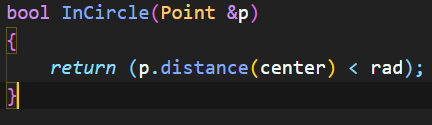 bool InCircle(Point &p)
{
    return (p.distance(center) < rad);
}